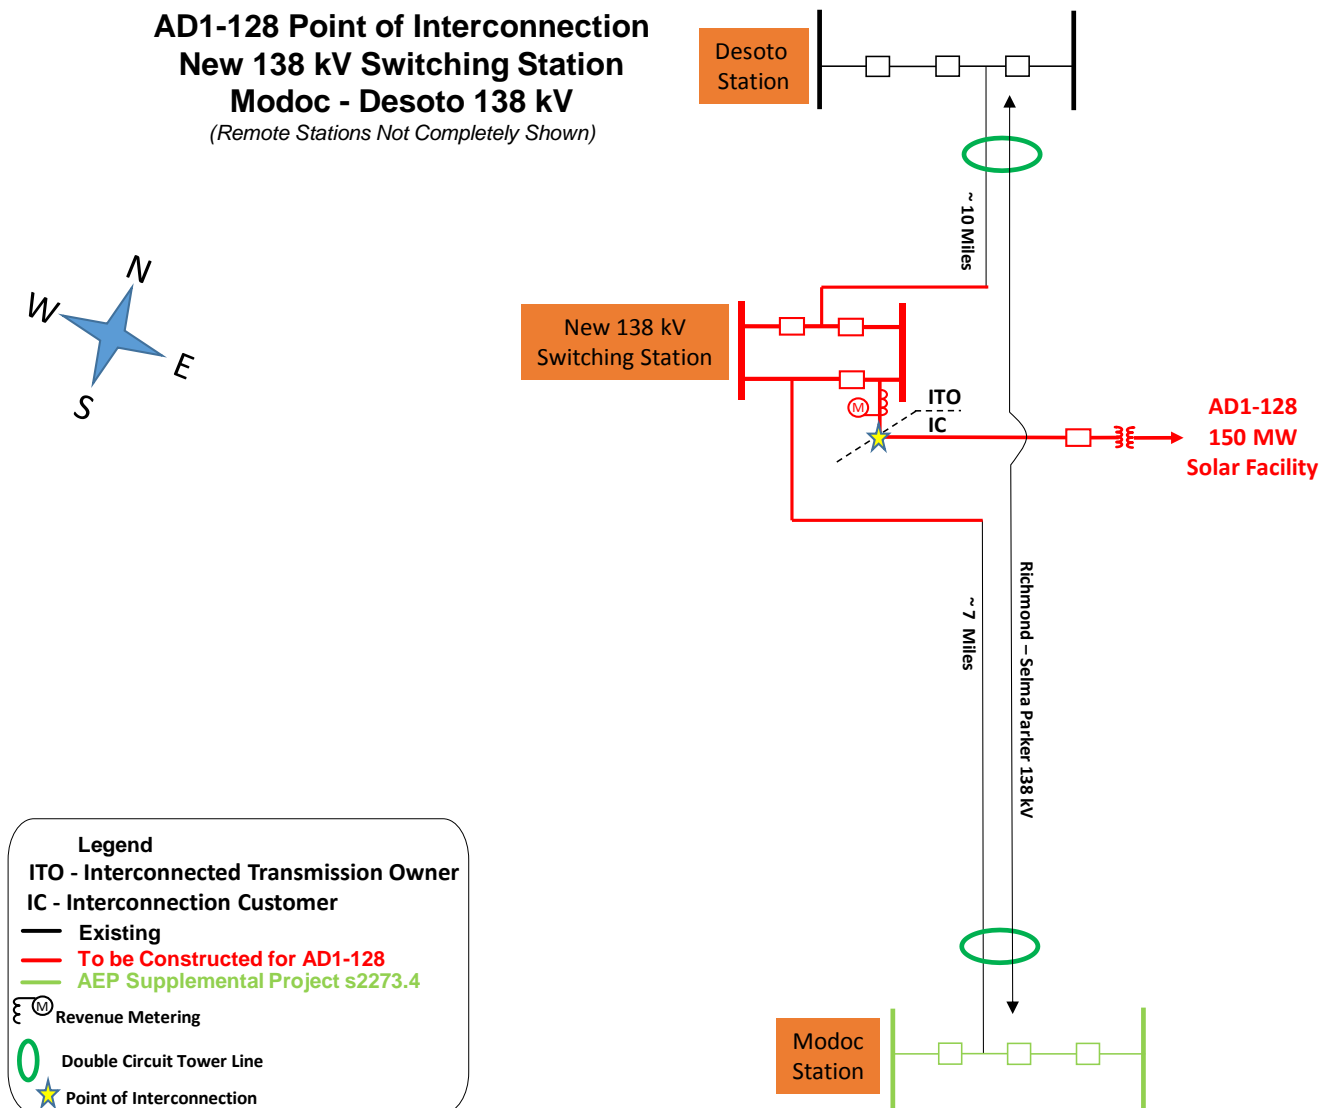 AD1-128 Point of Interconnection
New 138 kV Switching Station
Modoc - Desoto 138 kV
(Remote Stations Not Completely Shown)
Desoto
Station
~ 10 Miles
N
W
E
S
New 138 kV
Switching Station
M
ITO
IC
AD1-128
150 MW
Solar Facility
~ 7 Miles
Richmond – Selma Parker 138 kV
Legend
ITO - Interconnected Transmission Owner
IC - Interconnection Customer
Existing
To be Constructed for AD1-128
AEP Supplemental Project s2273.4
M
Revenue Metering
Double Circuit Tower Line
Point of Interconnection
Modoc
Station